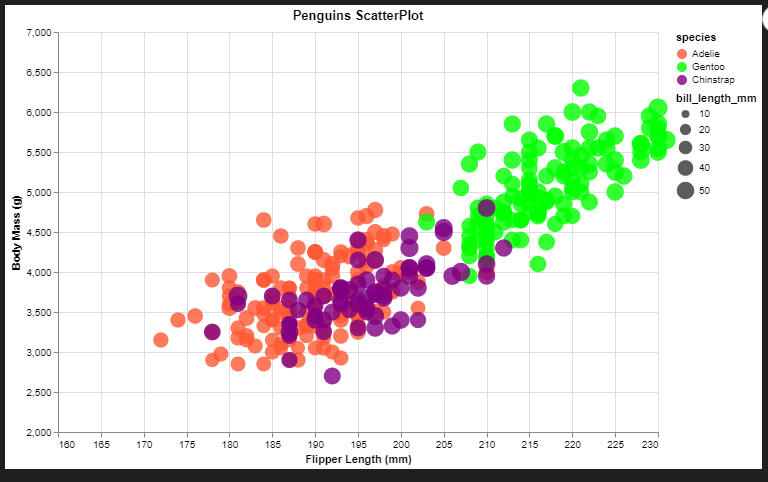 Penguins ScatterPlot
7,000
6,500
6,000
5,500
5,000
4,500
4,000
3,500
3,000
2,500
2,000
Body Mass (g)
160 165 170 175 180 185 190 195 200 205 210 215 220 225 230
Flipper Length (mm)
species
Adelie
Gentoo
Chinstrap
bill_length_mm
10
20
30
40
50